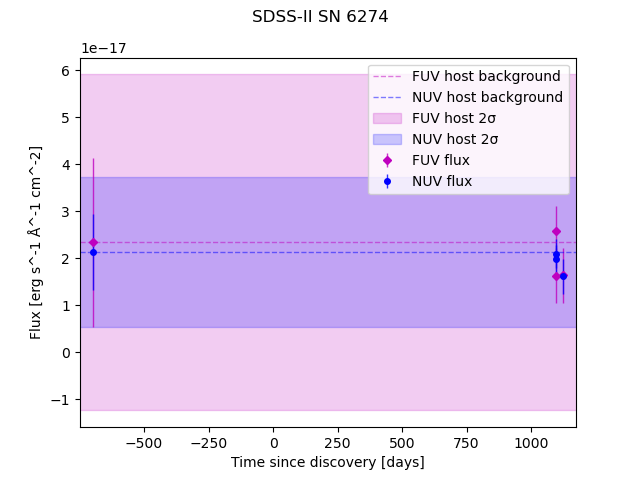 SDSS-II SN 6274
1e−17
FUV host background
NUV host background
FUV host 2σ
NUV host 2σ
FUV flux
NUV flux
6
5
4
3
2
1
0
−1
Flux [erg s^-1 Å^-1 cm^-2]
−500
−250
0
250
500
750
1000
Time since discovery [days]